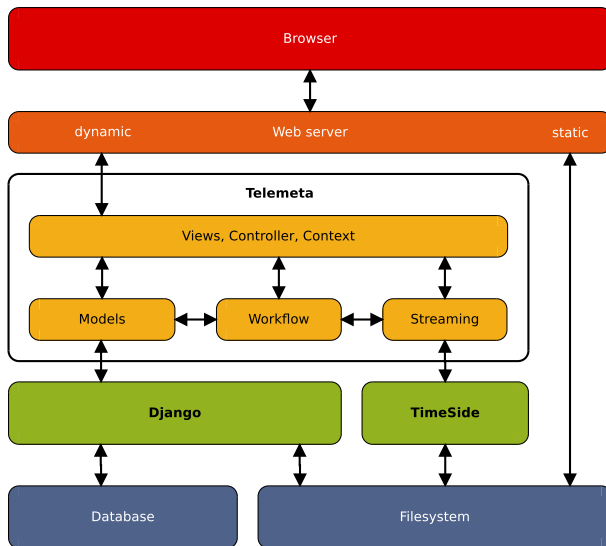 Browser
dynamic Web server static
Telemeta
Views, Controller, Context
Models Workflow Streaming
Django TimeSide
Database Filesystem